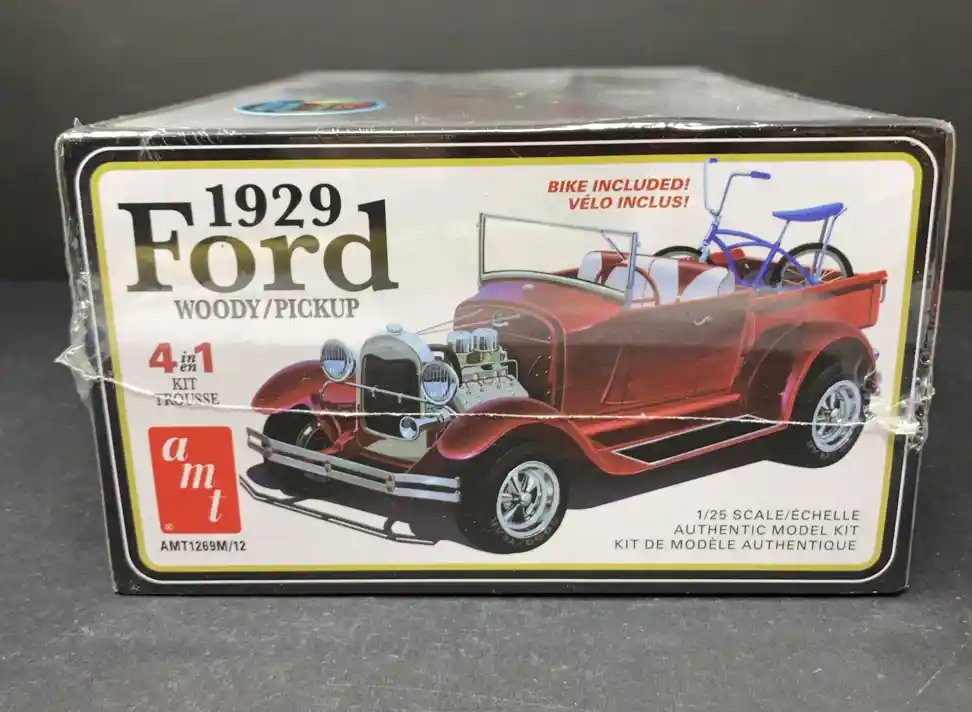 1929
Ford
WOODY/PICKUP
4 in en 1
KIT
TROUSSE
BIKE INCLUDED!
VÉLO INCLUS!
amt
®
AMT1269M/12
1/25 SCALE/ÉCHELLE
AUTHENTIC MODEL KIT
KIT DE MODÈLE AUTHENTIQUE